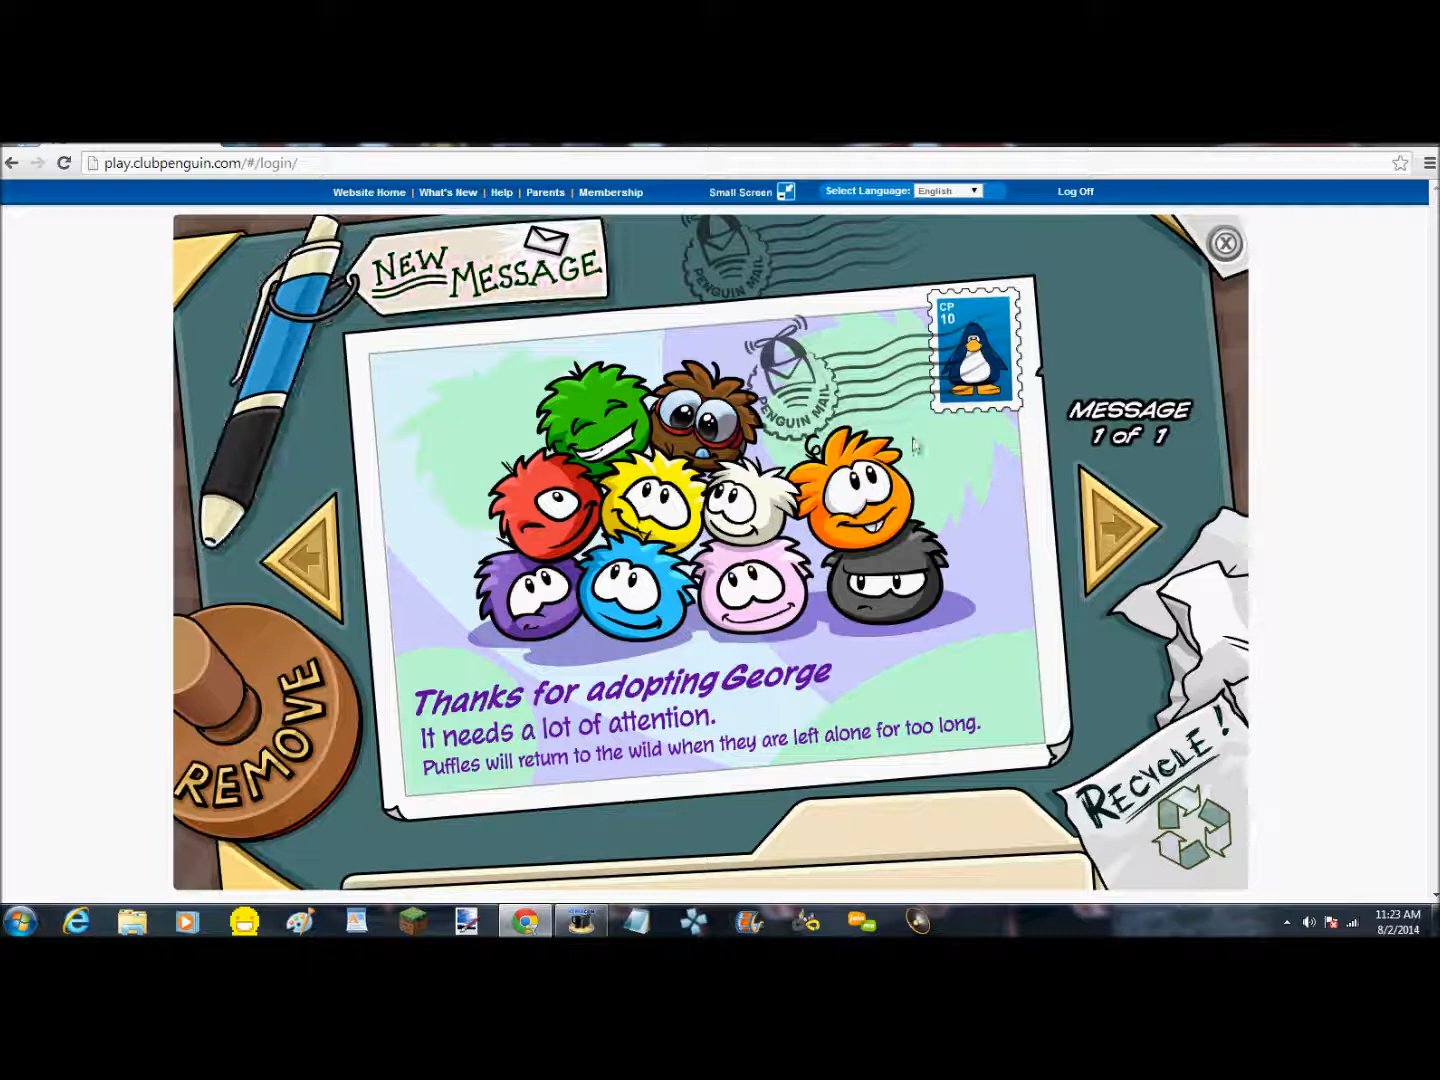 play.clubpenguin.com/#/login/
Website Home | What's New | Help | Parents | Membership
Small Screen
Select Language: English
Log Off
NEW MESSAGE
PENGUIN MAIL
CP
10
PENGUIN MAIL
MESSAGE
1 of 1
Thanks for adopting George
It needs a lot of attention.
Puffles will return to the wild when they are left alone for too long.
REMOVE
RECYCLE!
11:23 AM
8/2/2014